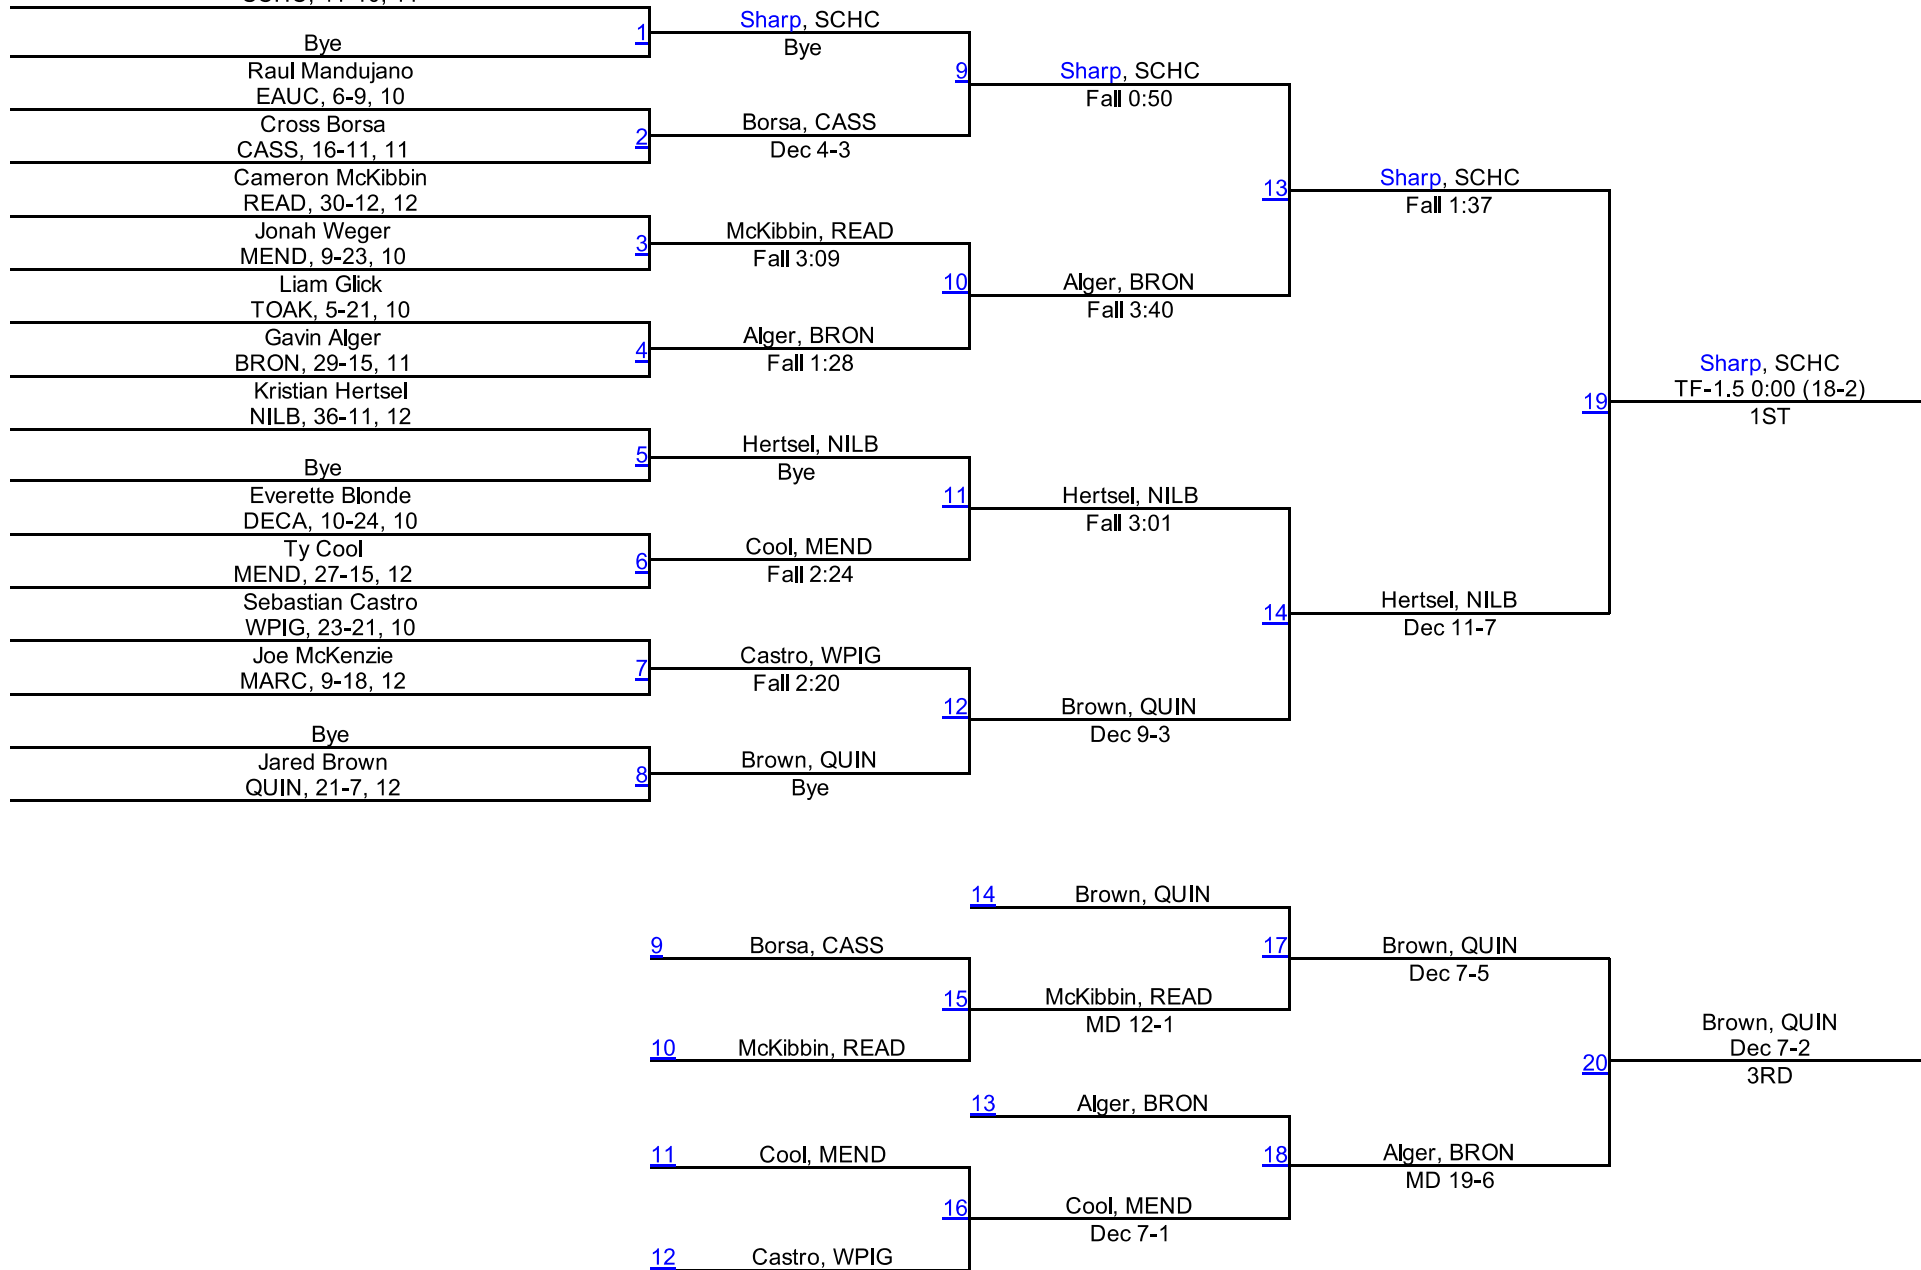 Bye
Raul Mandujano
EAUC, 6-9, 10
Cross Borsa
CASS, 16-11, 11
Cameron McKibbin
READ, 30-12, 12
Jonah Weger
MEND, 9-23, 10
Liam Glick
TOAK, 5-21, 10
Gavin Alger
BRON, 29-15, 11
Kristian Hertsel
NILB, 36-11, 12
Bye
Everette Blonde
DECA, 10-24, 10
Ty Cool
MEND, 27-15, 12
Sebastian Castro
WPIG, 23-21, 10
Joe McKenzie
MARC, 9-18, 12
Bye
Jared Brown
QUIN, 21-7, 12
1
2
3
4
5
6
7
8
Sharp, SCHC
Bye
Borsa, CASS
Dec 4-3
McKibbin, READ
Fall 3:09
Alger, BRON
Fall 1:28
Hertsel, NILB
Bye
Cool, MEND
Fall 2:24
Castro, WPIG
Fall 2:20
Brown, QUIN
Bye
9
10
11
12
Sharp, SCHC
Fall 0:50
Alger, BRON
Fall 3:40
Hertsel, NILB
Fall 3:01
Brown, QUIN
Dec 9-3
13
14
Sharp, SCHC
Fall 1:37
Hertsel, NILB
Dec 11-7
19
Sharp, SCHC
TF-1.5 0:00 (18-2)
1ST
9
Borsa, CASS
10
McKibbin, READ
11
Cool, MEND
12
Castro, WPIG
15
16
14
Brown, QUIN
McKibbin, READ
MD 12-1
13
Alger, BRON
Cool, MEND
Dec 7-1
17
18
Brown, QUIN
Dec 7-5
Alger, BRON
MD 19-6
20
Brown, QUIN
Dec 7-2
3RD